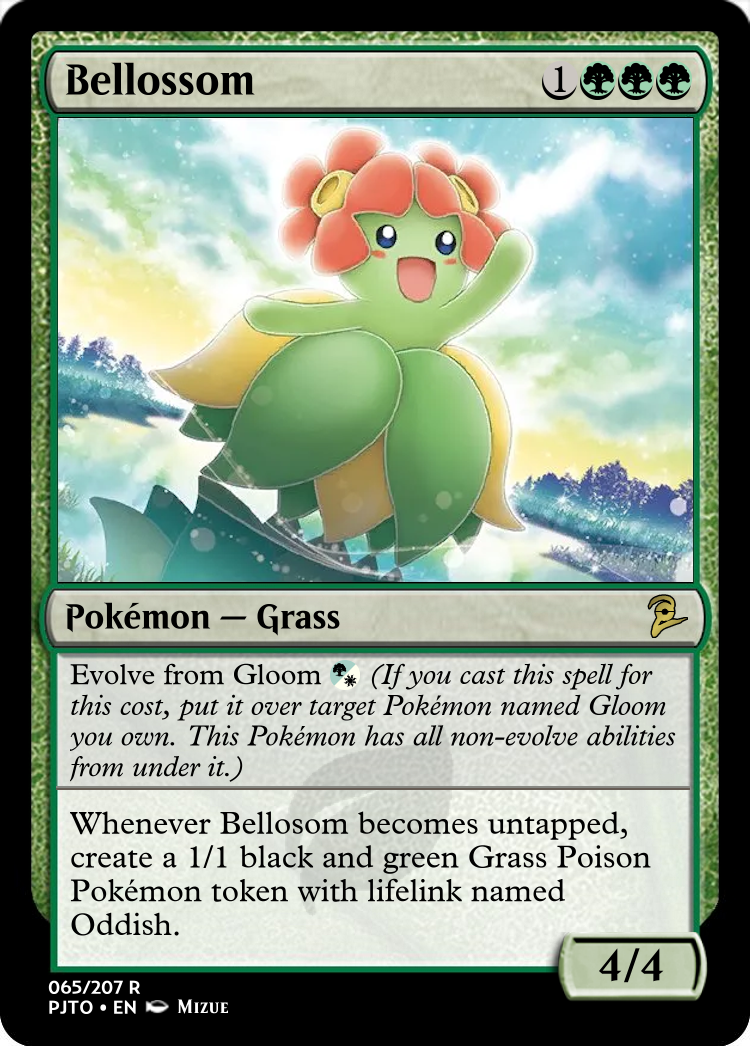 Bellossom 1
Pokémon — Grass
Evolve from Gloom (If you cast this spell for
this cost, put it over target Pokémon named Gloom
you own. This Pokémon has all non-evolve abilities
from under it.)
Whenever Bellosom becomes untapped,
create a 1/1 black and green Grass Poison
Pokémon token with lifelink named
Oddish.
4/4
065/207 R
PJTO • EN Mizue